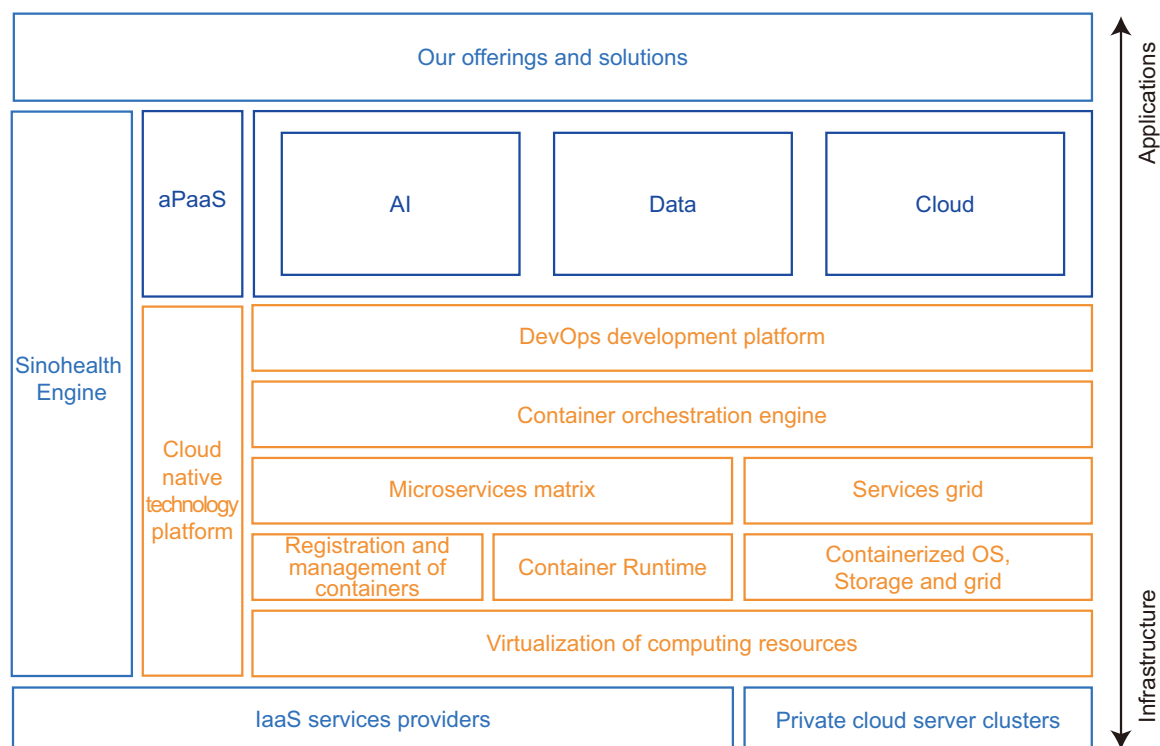 Our offerings and solutions
Applications
aPaaS
AI
Data
Cloud
Sinohealth
Engine
DevOps development platform
Container orchestration engine
Cloud
native
technology
platform
Microservices matrix
Services grid
Registration and
management of
containers
Container Runtime
Containerized OS,
Storage and grid
Virtualization of computing resources
Infrastructure
IaaS services providers
Private cloud server clusters